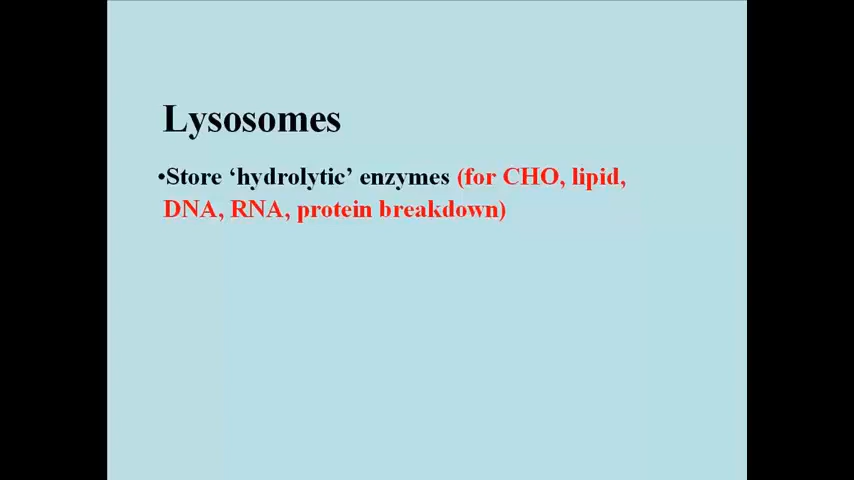 Lysosomes
•Store ‘hydrolytic’ enzymes (for CHO, lipid,
DNA, RNA, protein breakdown)